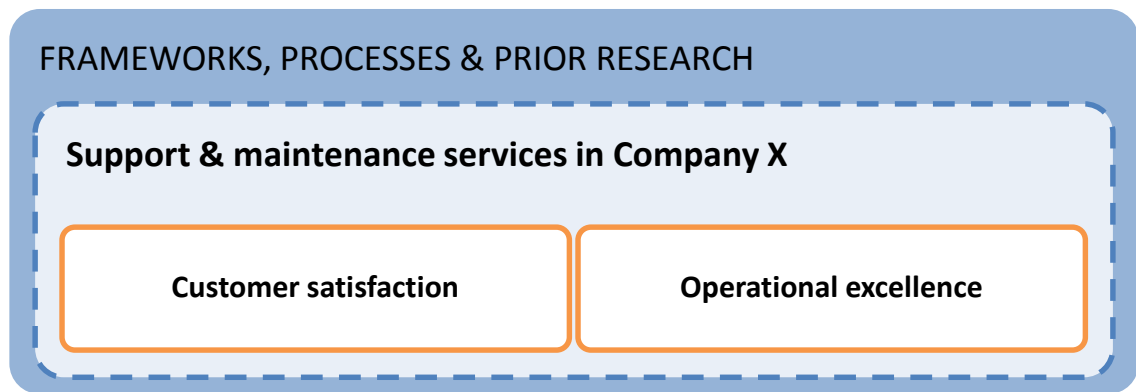 FRAMEWORKS, PROCESSES & PRIOR RESEARCH
Support & maintenance services in Company X
Customer satisfaction
Operational excellence